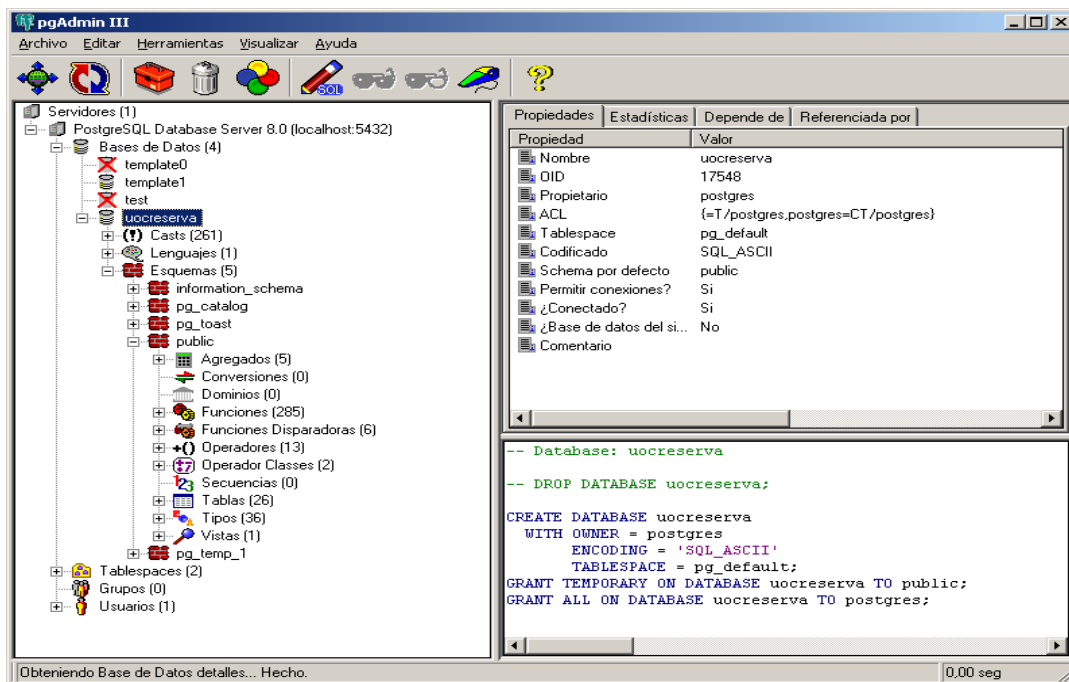 pgAdmin III
Archivo Editar Herramientas Visualizar Ayuda
SQL
Servidores (1)
PostgreSQL Database Server 8.0 (localhost:5432)
Bases de Datos (4)
template0
template1
test
uocreserva
Casts (261)
Lenguajes (1)
Esquemas (5)
information_schema
pg_catalog
pg_toast
public
Agregados (5)
Conversiones (0)
Dominios (0)
Funciones (285)
Funciones Disparadoras (6)
Operadores (13)
Operador Classes (2)
Secuencias (0)
Tablas (26)
Tipos (36)
Vistas (1)
pg_temp_1
Tablespaces (2)
Grupos (0)
Usuarios (1)
Propiedades Estadísticas Depende de Referenciada por
Propiedad Valor
Nombre uocreserva
OID 17548
Propietario postgres
ACL {=T/postgres,postgres=CT/postgres}
Tablespace pg_default
Codificado SQL_ASCII
Schema por defecto public
Permitir conexiones? Si
¿Conectado? Si
¿Base de datos del si... No
Comentario
-- Database: uocreserva
-- DROP DATABASE uocreserva;
CREATE DATABASE uocreserva
WITH OWNER = postgres
ENCODING = 'SQL_ASCII'
TABLESPACE = pg_default;
GRANT TEMPORARY ON DATABASE uocreserva TO public;
GRANT ALL ON DATABASE uocreserva TO postgres;
Obteniendo Base de Datos detalles... Hecho.
0,00 seg